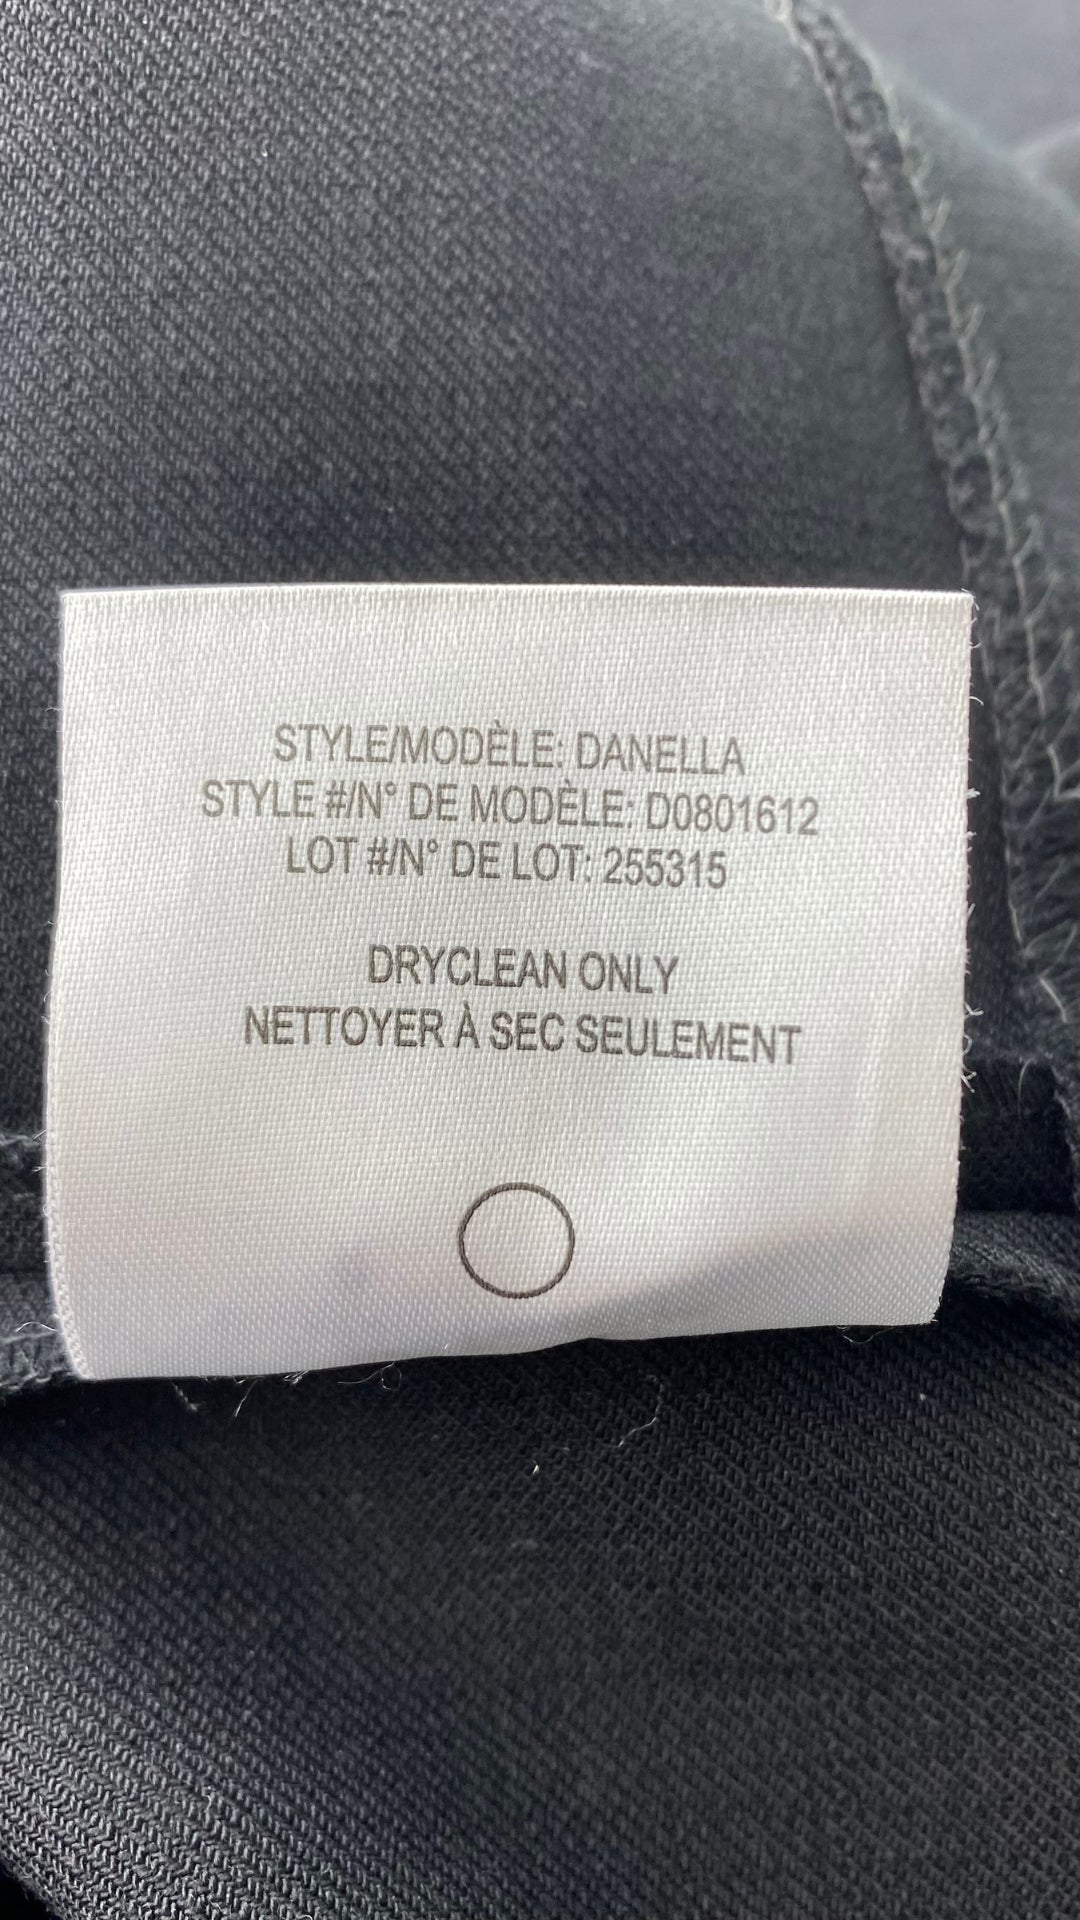 STYLE/MODÈLE: DANELLA
STYLE #/N° DE MODÈLE: D0801612
LOT #/N° DE LOT: 255315
DRYCLEAN ONLY
NETTOYER À SEC SEULEMENT